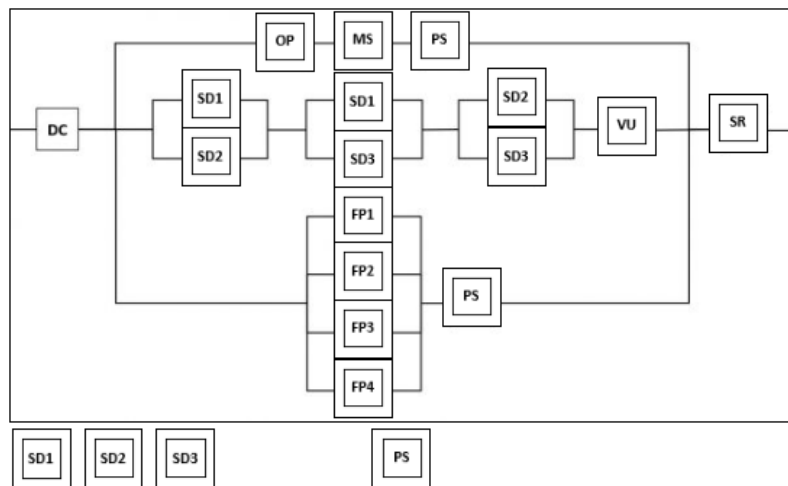 OP MS PS
SD1 SD1 SD2
DC VU SR
SD2 SD3 SD3
FP1
FP2
PS
FP3
FP4
SD1 SD2 SD3 PS